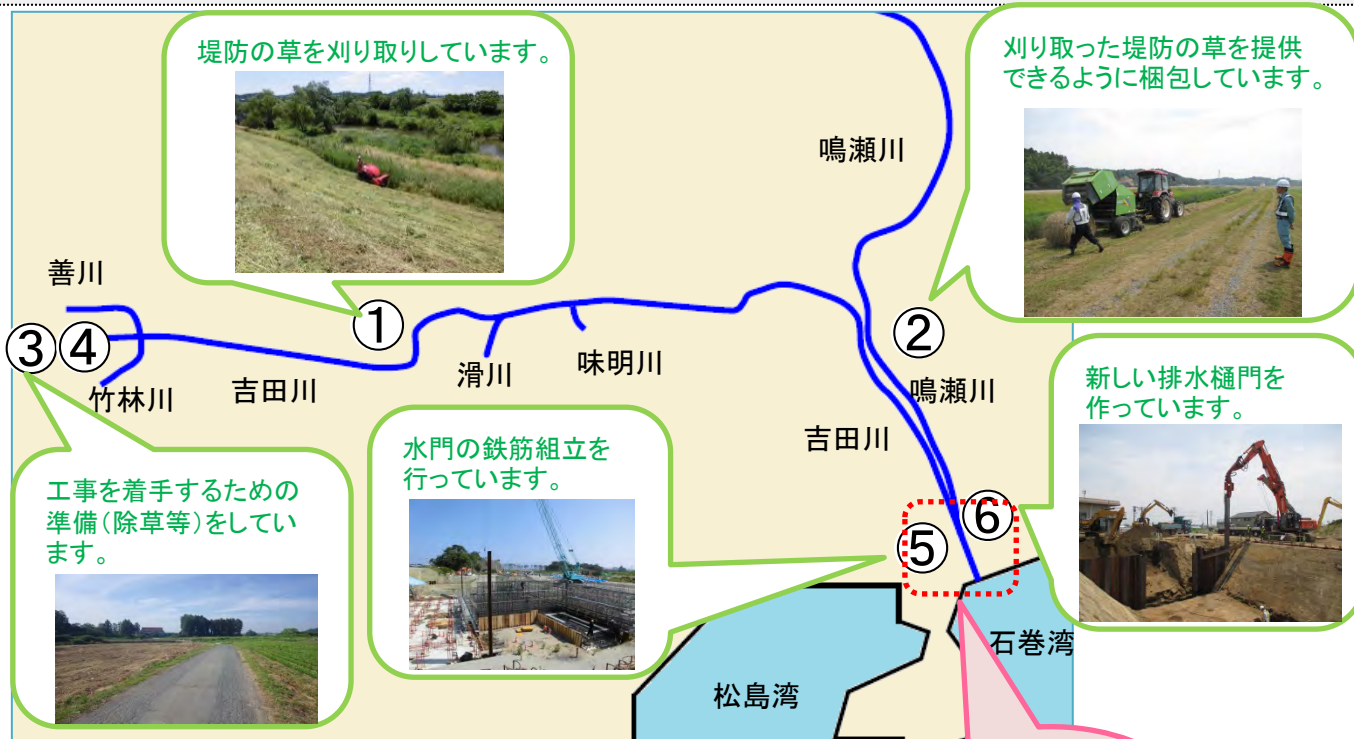 堤防の草を刈り取りしています。
刈り取った堤防の草を提供
できるように梱包しています。
鳴瀬川
善川
①
②
③④
竹林川
吉田川
滑川
味明川
鳴瀬川
吉田川
新しい排水樋門を
作っています。
水門の鉄筋組立を
行っています。
工事を着手するための
準備(除草等)をしてい
ます。
⑥
⑤
石巻湾
松島湾